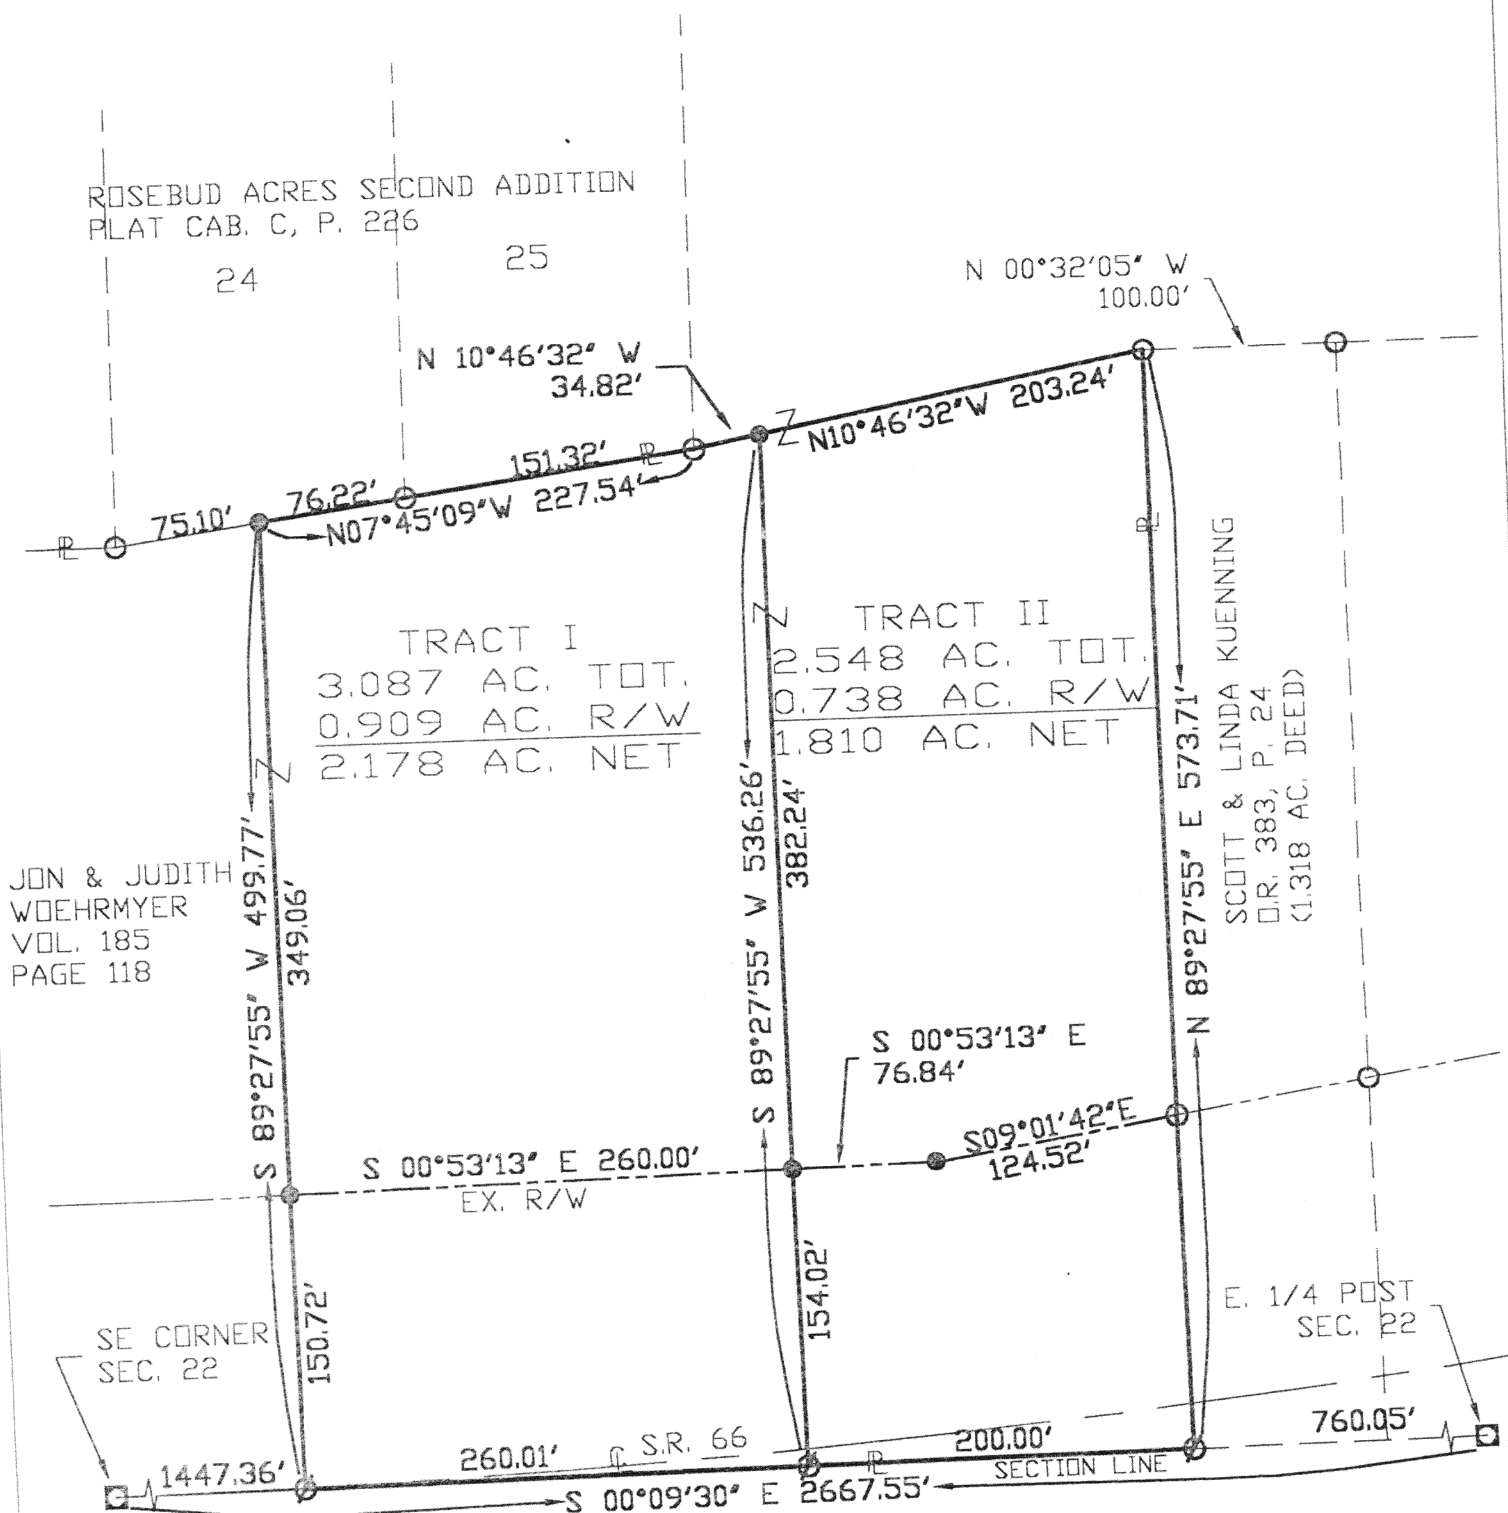 ROSEBUD ACRES SECOND ADDITION
PLAT CAB. C, P. 226
24
25
N 00°32'05" W
100.00'
N 10°46'32" W
34.82'
N10°46'32"W 203.24'
151.32'
76.22'
75.10'
N07°45'09"W 227.54'
PL
PL
PL
TRACT I
3.087 AC. TOT.
0.909 AC. R/W
2.178 AC. NET
TRACT II
2.548 AC. TOT.
0.738 AC. R/W
1.810 AC. NET
SCOTT & LINDA KUENNING
O.R. 383, P. 24
(1.318 AC. DEED)
JON & JUDITH
WOEHRMYER
VOL. 185
PAGE 118
S 89°27'55" W 499.77'
349.06'
S 89°27'55" W 536.26'
382.24'
N 89°27'55" E 573.71'
S 00°53'13" E
76.84'
S09°01'42"E
124.52'
S 00°53'13" E 260.00'
EX. R/W
150.72'
154.02'
SE CORNER
SEC. 22
E. 1/4 POST
SEC. 22
1447.36'
260.01'
CL S.R. 66
PL
200.00'
SECTION LINE
760.05'
S 00°09'30" E 2667.55'